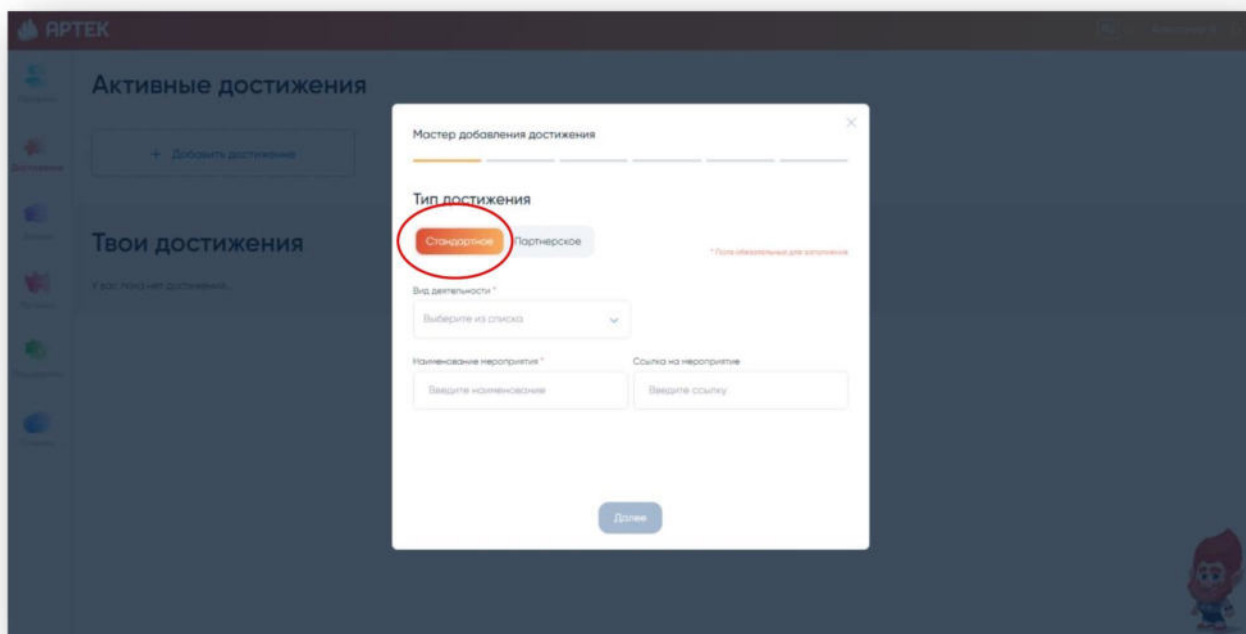 АРТЕК
Активные достижения
+ Добавить достижение
Твои достижения
У вас пока нет достижений...
Мастер добавления достижения
Тип достижения
Стандартное Партнерское
* Поля обязательные для заполнения
Вид деятельности *
Выберите из списка
Наименование мероприятия * Ссылка на мероприятие
Введите наименование Введите ссылку
Далее